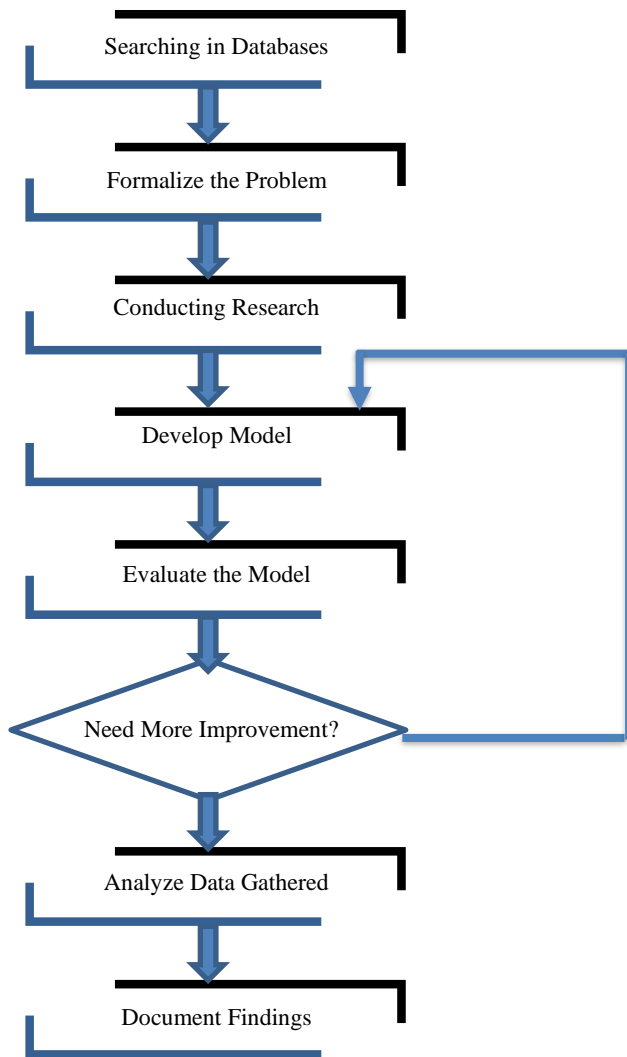 Searching in Databases
Formalize the Problem
Conducting Research
Develop Model
Evaluate the Model
Need More Improvement?
Analyze Data Gathered
Document Findings